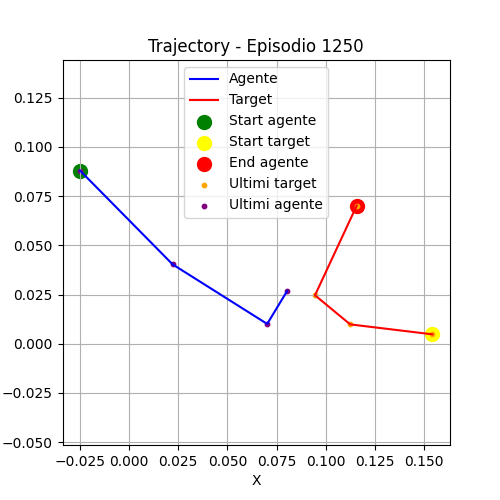 Trajectory - Episodio 1250
Agente
Target
Start agente
Start target
End agente
Ultimi target
Ultimi agente
0.125
0.100
0.075
0.050
0.025
0.000
−0.025
−0.050
−0.025 0.000 0.025 0.050 0.075 0.100 0.125 0.150
X